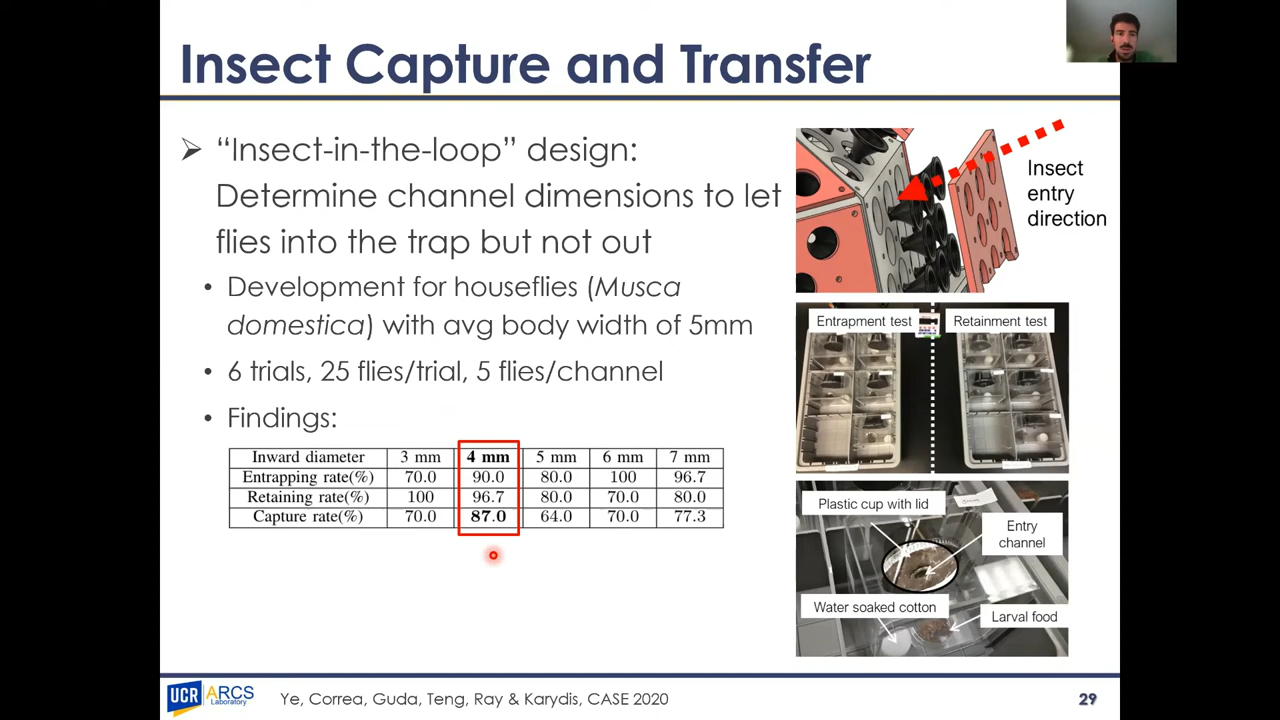 Insect Capture and Transfer
➢ “Insect-in-the-loop” design:
Determine channel dimensions to let
flies into the trap but not out
• Development for houseflies (Musca
domestica) with avg body width of 5mm
• 6 trials, 25 flies/trial, 5 flies/channel
• Findings:
Inward diameter 3 mm 4 mm 5 mm 6 mm 7 mm
Entrapping rate(%) 70.0 90.0 80.0 100 96.7
Retaining rate(%) 100 96.7 80.0 70.0 80.0
Capture rate(%) 70.0 87.0 64.0 70.0 77.3
Insect
entry
direction
Entrapment test
Retainment test
Plastic cup with lid
Entry
channel
Water soaked cotton
Larval food
UCR ARCS
Laboratory
Ye, Correa, Guda, Teng, Ray & Karydis, CASE 2020
29